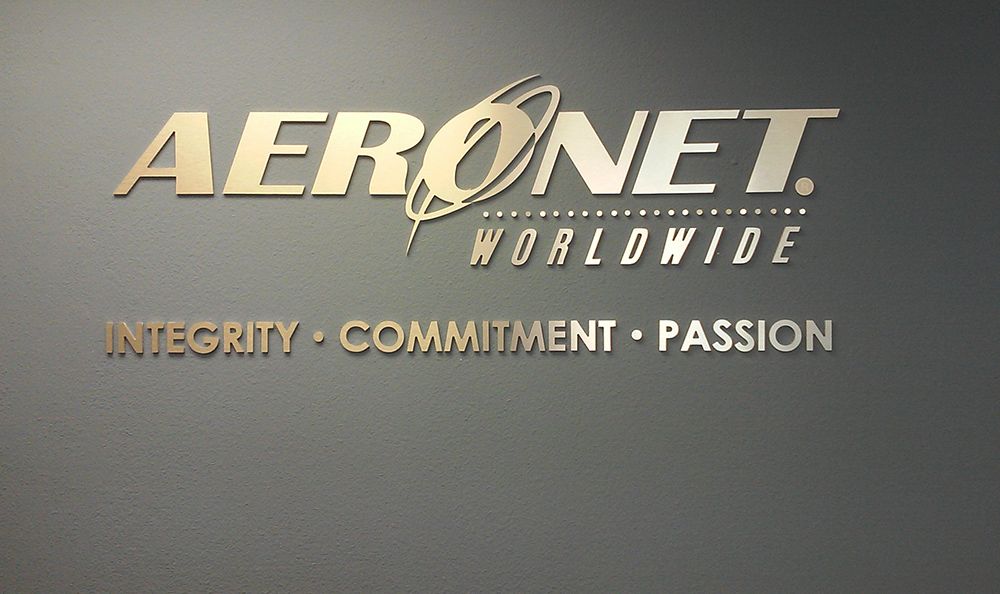 AERONET®
WORLDWIDE
INTEGRITY • COMMITMENT • PASSION